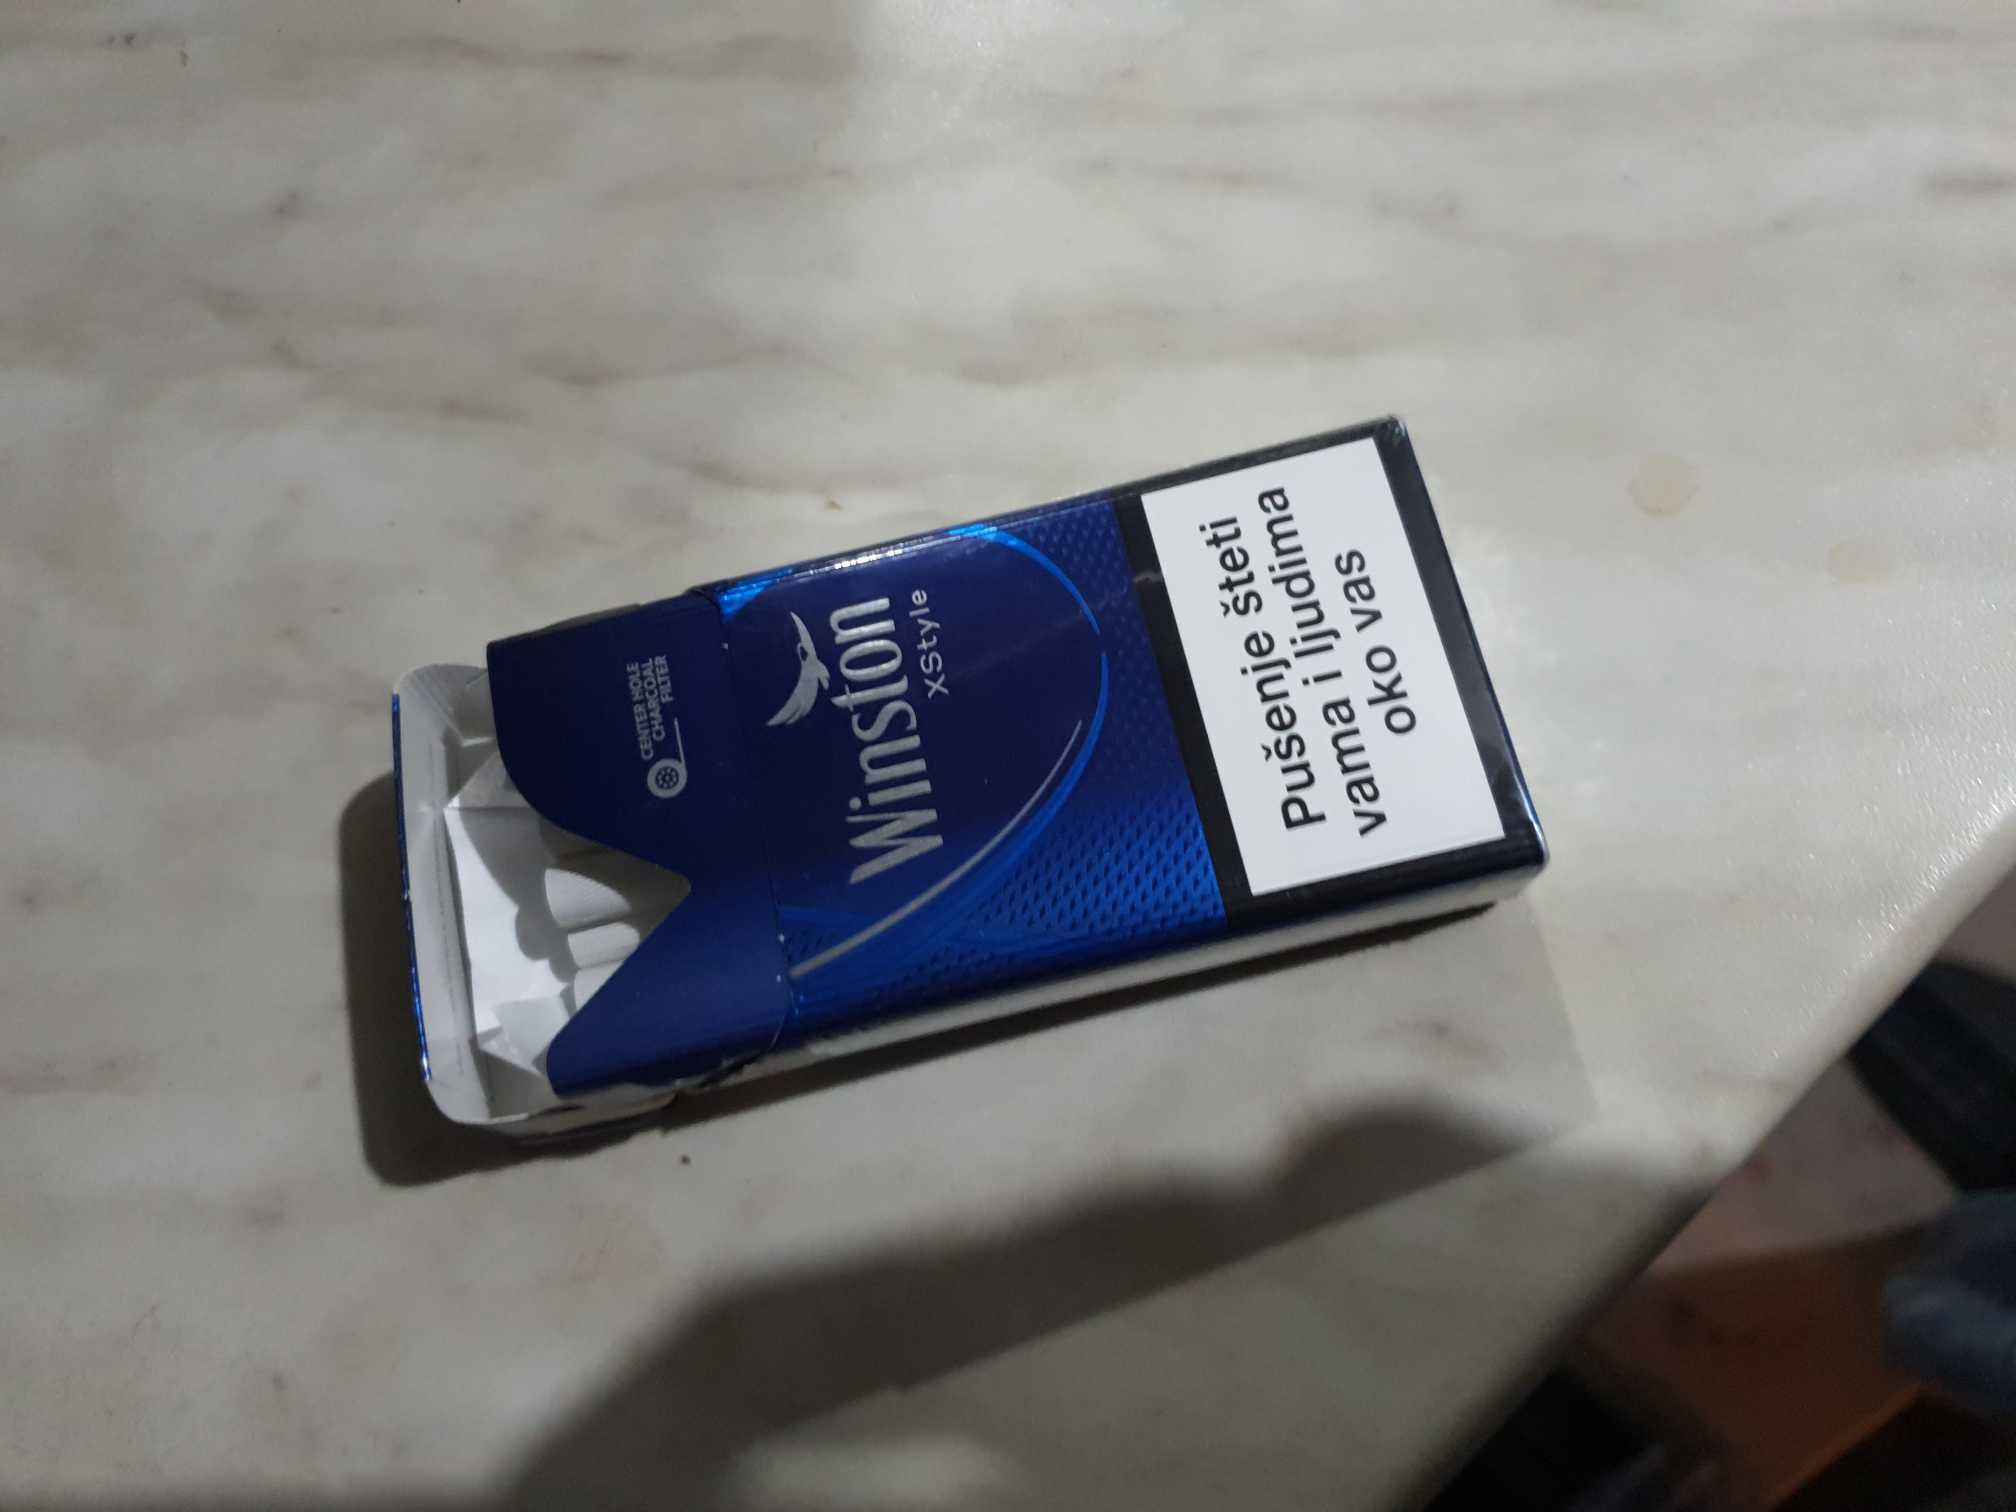 CENTER HOLE
CHARCOAL
FILTER
Winston
xStyle
Pušenje šteti
vama i ljudima
oko vas